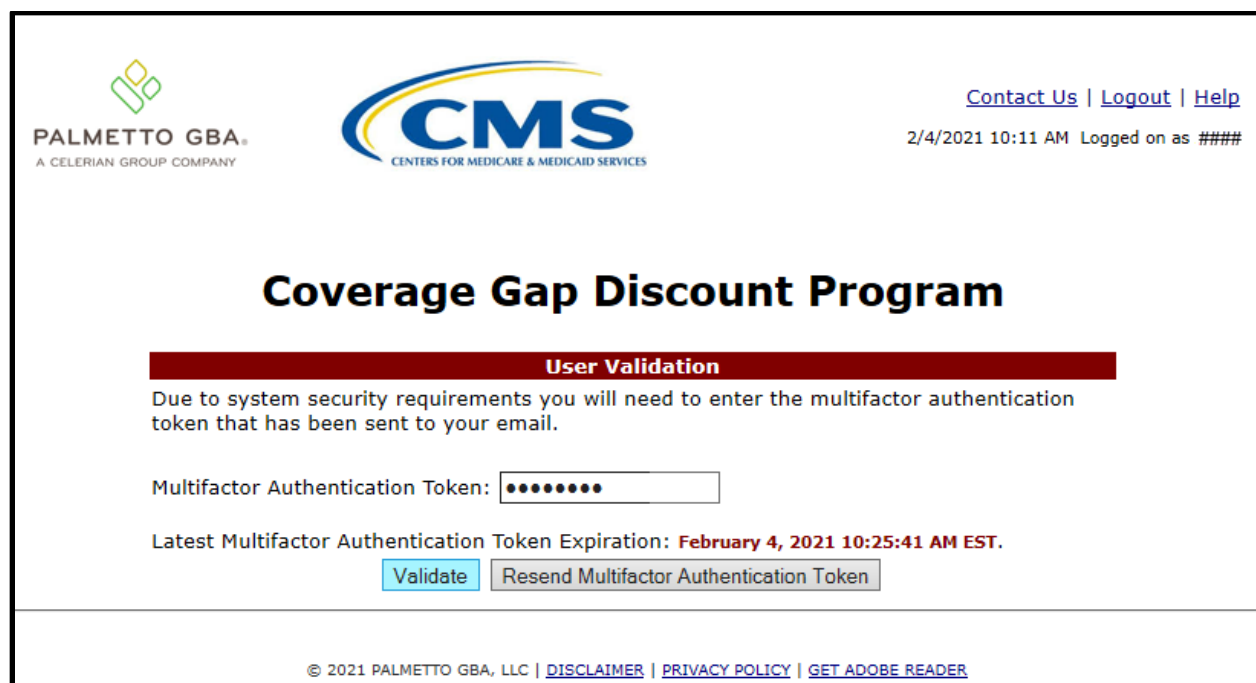 PALMETTO GBA®
A CELERIAN GROUP COMPANY
CMS
CENTERS FOR MEDICARE & MEDICAID SERVICES
Contact Us | Logout | Help
2/4/2021 10:11 AM Logged on as ####
Coverage Gap Discount Program
User Validation
Due to system security requirements you will need to enter the multifactor authentication
token that has been sent to your email.
Multifactor Authentication Token: ●●●●●●●●
Latest Multifactor Authentication Token Expiration: February 4, 2021 10:25:41 AM EST.
Validate Resend Multifactor Authentication Token
© 2021 PALMETTO GBA, LLC | DISCLAIMER | PRIVACY POLICY | GET ADOBE READER